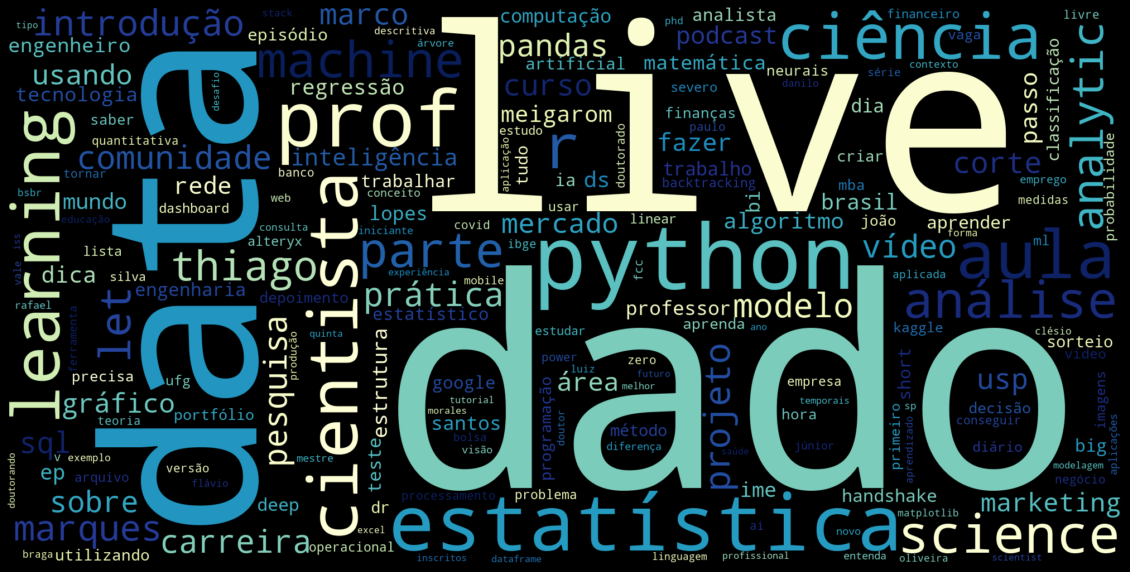 live
dado
data
python
estatística
prof
cientista
science
learning
machine
ciência
analytic
aula
análise
introdução
marco
computação
analista
financeiro
livre
tipo
stack
phd
descritiva
vaga
engenheiro
episódio
pandas
podcast
árvore
artificial
matemática
neurais
série
contexto
usando
regressão
curso
severo
danilo
tecnologia
meigarom
finanças
dia
passo
classificação
saber
desafio
estudo
paulo
quantitativa
r
fazer
criar
comunidade
inteligência
tudo
aplicação
doutorado
trabalho
corte
tornar
banco
trabalhar
ia
ds
backtracking
bi
mba
emprego
bsbr
mundo
rede
conceito
brasil
medidas
probabilidade
educação
dashboard
web
lopes
usar
linear
algoritmo
joão
aprender
lista
consulta
iniciante
covid
mercado
forma
alteryx
parte
ibge
vídeo
ml
vale
liss
dica
silva
thiago
experiência
fcc
aplicada
rafael
let
engenharia
mobile
prática
depoimento
professor
modelo
ferramenta
estatístico
estudar
aprenda
ano
kaggle
clésio
sorteio
pesquisa
produção
quinta
estrutura
power
zero
luiz
futuro
short
vídeo
precisa
ufg
google
área
melhor
empresa
usp
imagens
gráfico
portfólio
tutorial
projeto
temporais
decisão
conseguir
teoria
morales
santos
bolsa
programação
doutor
método
hora
primeiro
sp
diário
sql
visão
diferença
júnior
aprendizado
big
aplicações
lv
exemplo
mestre
teste
saúde
modelagem
ep
arquivo
versão
deep
processamento
problema
negócio
doutorando
sobre
flávio
dr
ime
handshake
marketing
marques
excel
matplotlib
carreira
operacional
ai
novo
braga
utilizando
inscritos
dataframe
linguagem
profissional
entenda
oliveira
scientist